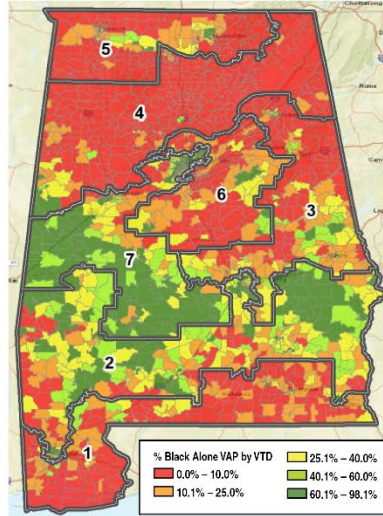 5
4
6
3
7
2
1
% Black Alone VAP by VTD
0.0% – 10.0%
10.1% – 25.0%
25.1% – 40.0%
40.1% – 60.0%
60.1% – 98.1%